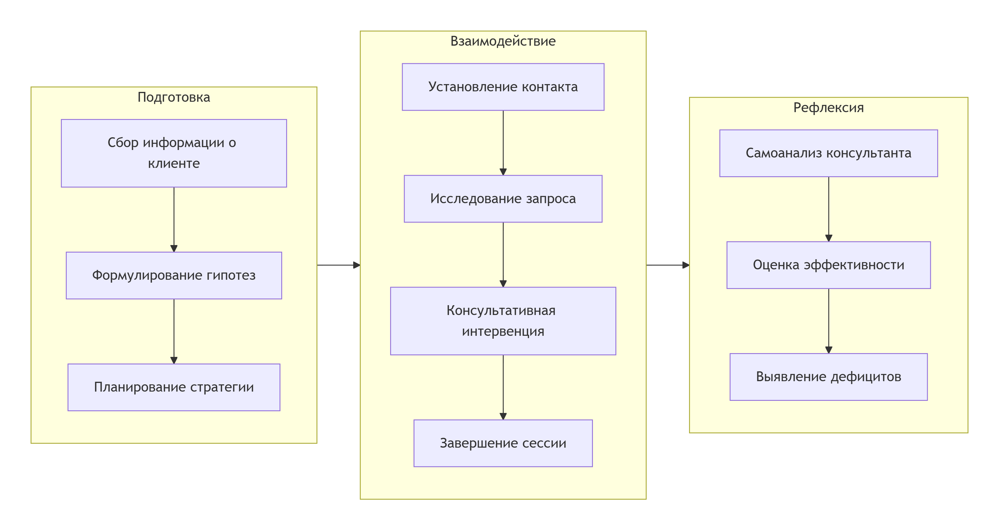 Подготовка
Сбор информации о
клиенте
Формулирование гипотез
Планирование стратегии
Взаимодействие
Установление контакта
Исследование запроса
Консультативная
интервенция
Завершение сессии
Рефлексия
Самоанализ консультанта
Оценка эффективности
Выявление дефицитов